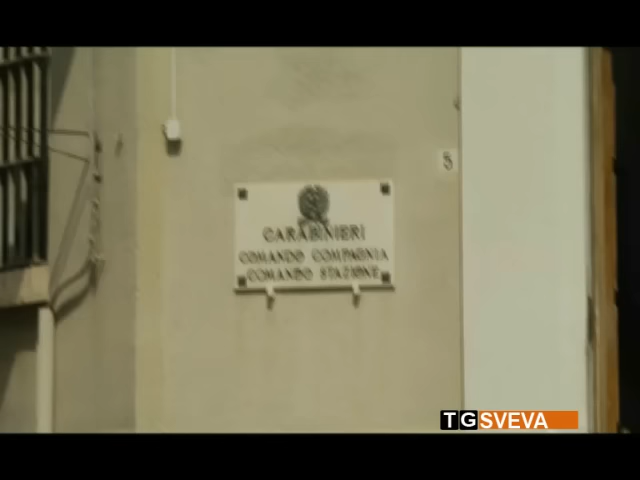 5
CARABINIERI
COMANDO COMPAGNIA
COMANDO STAZIONE
TGSVEVA